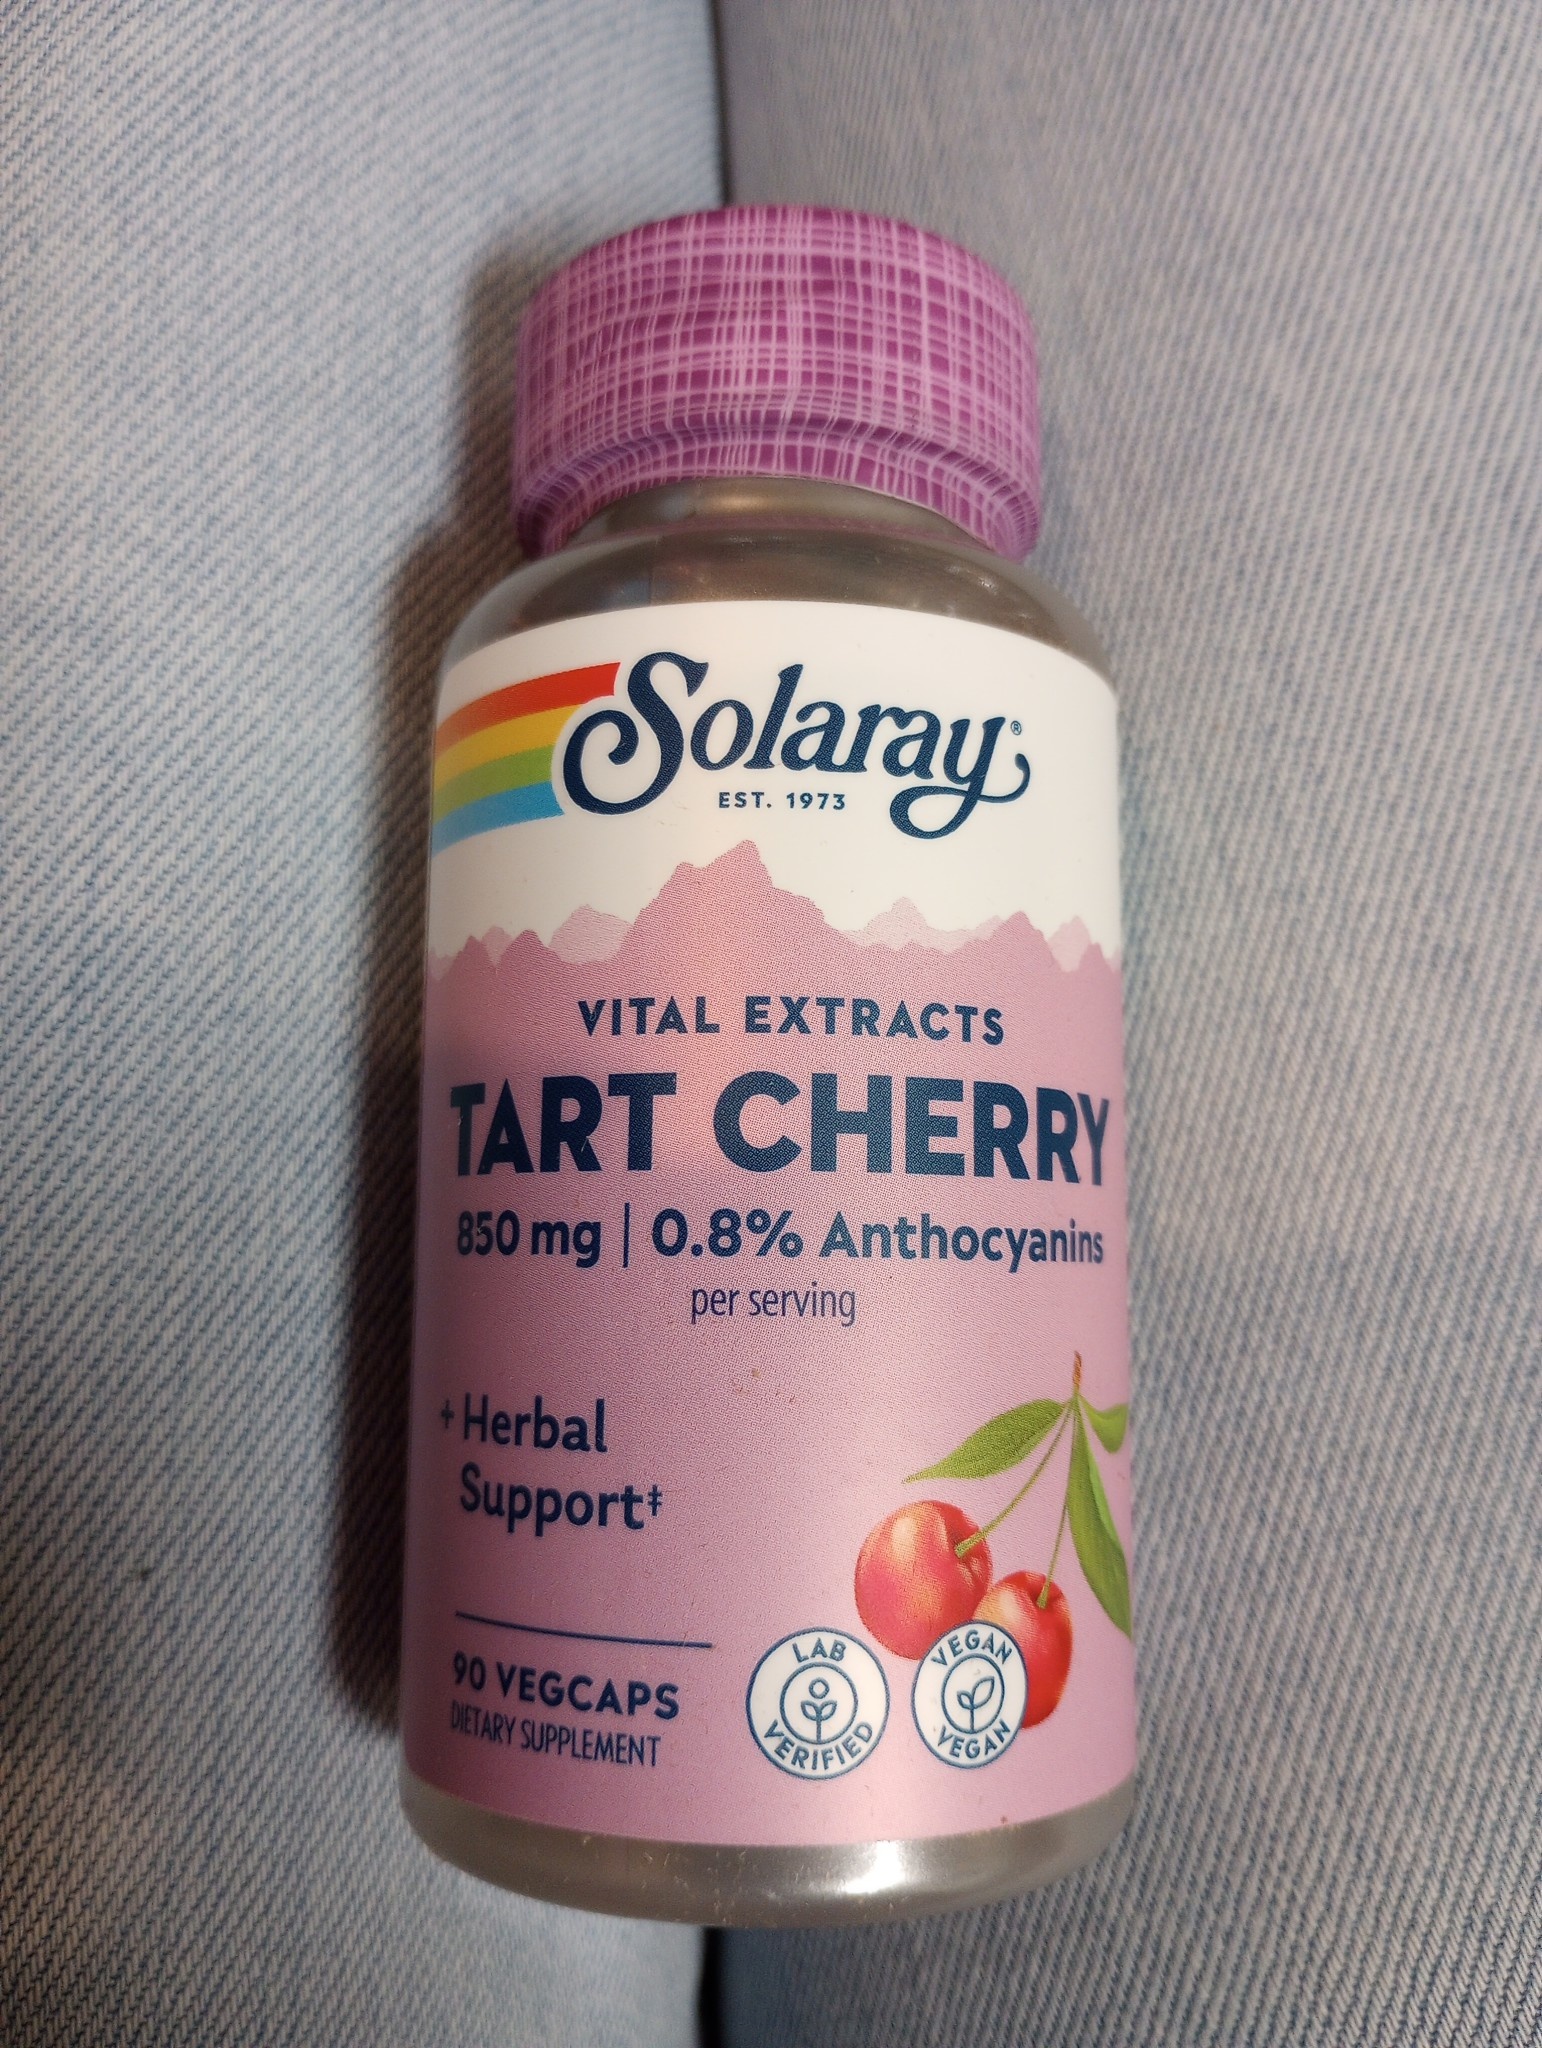 Solaray®
EST. 1973
VITAL EXTRACTS
TART CHERRY
850 mg | 0.8% Anthocyanins
per serving
+ Herbal
Support‡
90 VEGCAPS
DIETARY SUPPLEMENT
LAB
VERIFIED
VEGAN
VEGAN